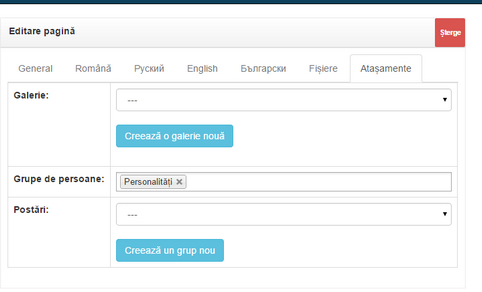 Editare pagină
Șterge
General Română Руский English Български Fișiere Atașamente
Galerie:
---
Creează o galerie nouă
Grupe de persoane:
Personalități ×
Postări:
---
Creează un grup nou